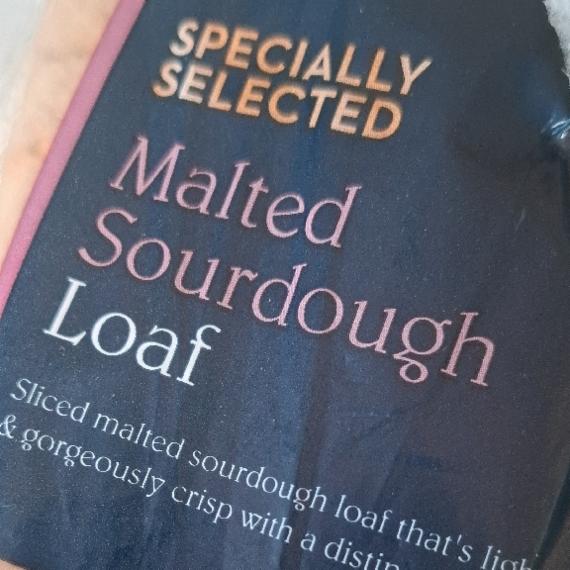 SPECIALLY
SELECTED
Malted
Sourdough
Loaf
Sliced malted sourdough loaf that's
& gorgeously crisp with a